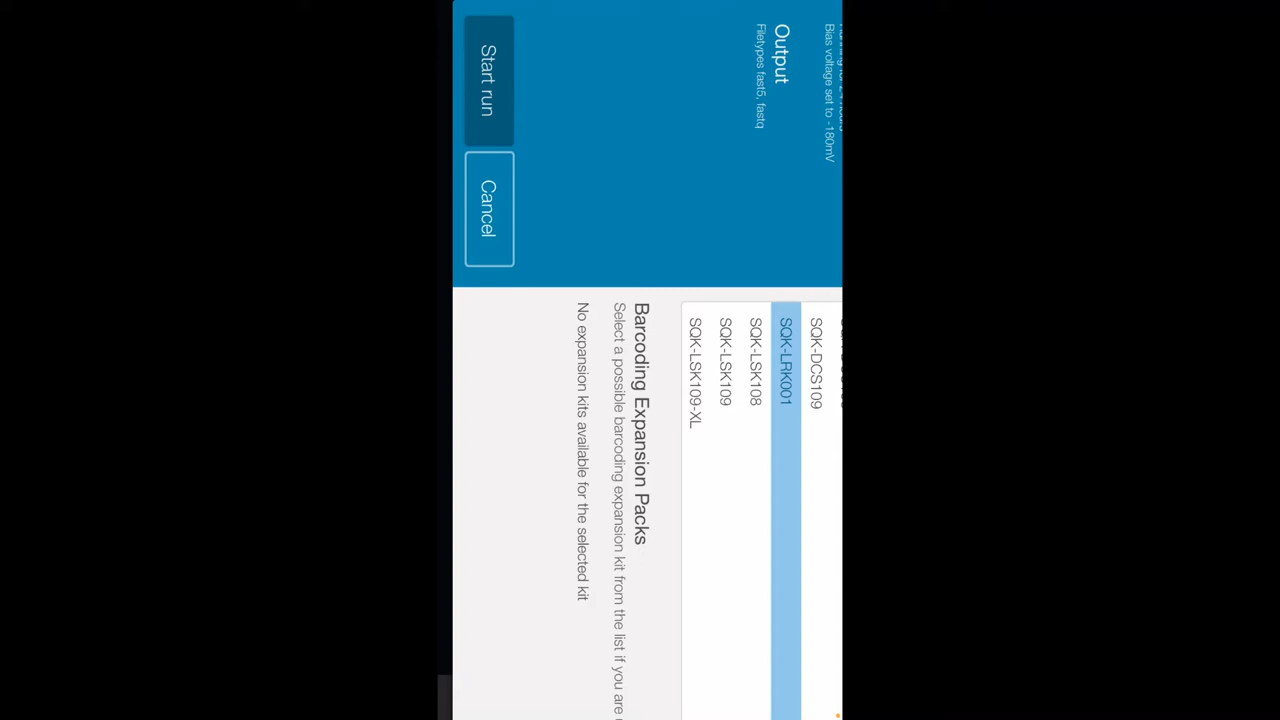 Bias voltage set to -180mV
Output
Filetypes fast5, fastq
Start run
Cancel
SQK-DCS109
SQK-LRK001
SQK-LSK108
SQK-LSK109
SQK-LSK109-XL
Barcoding Expansion Packs
Select a possible barcoding expansion kit from the list if you are
No expansion kits available for the selected kit